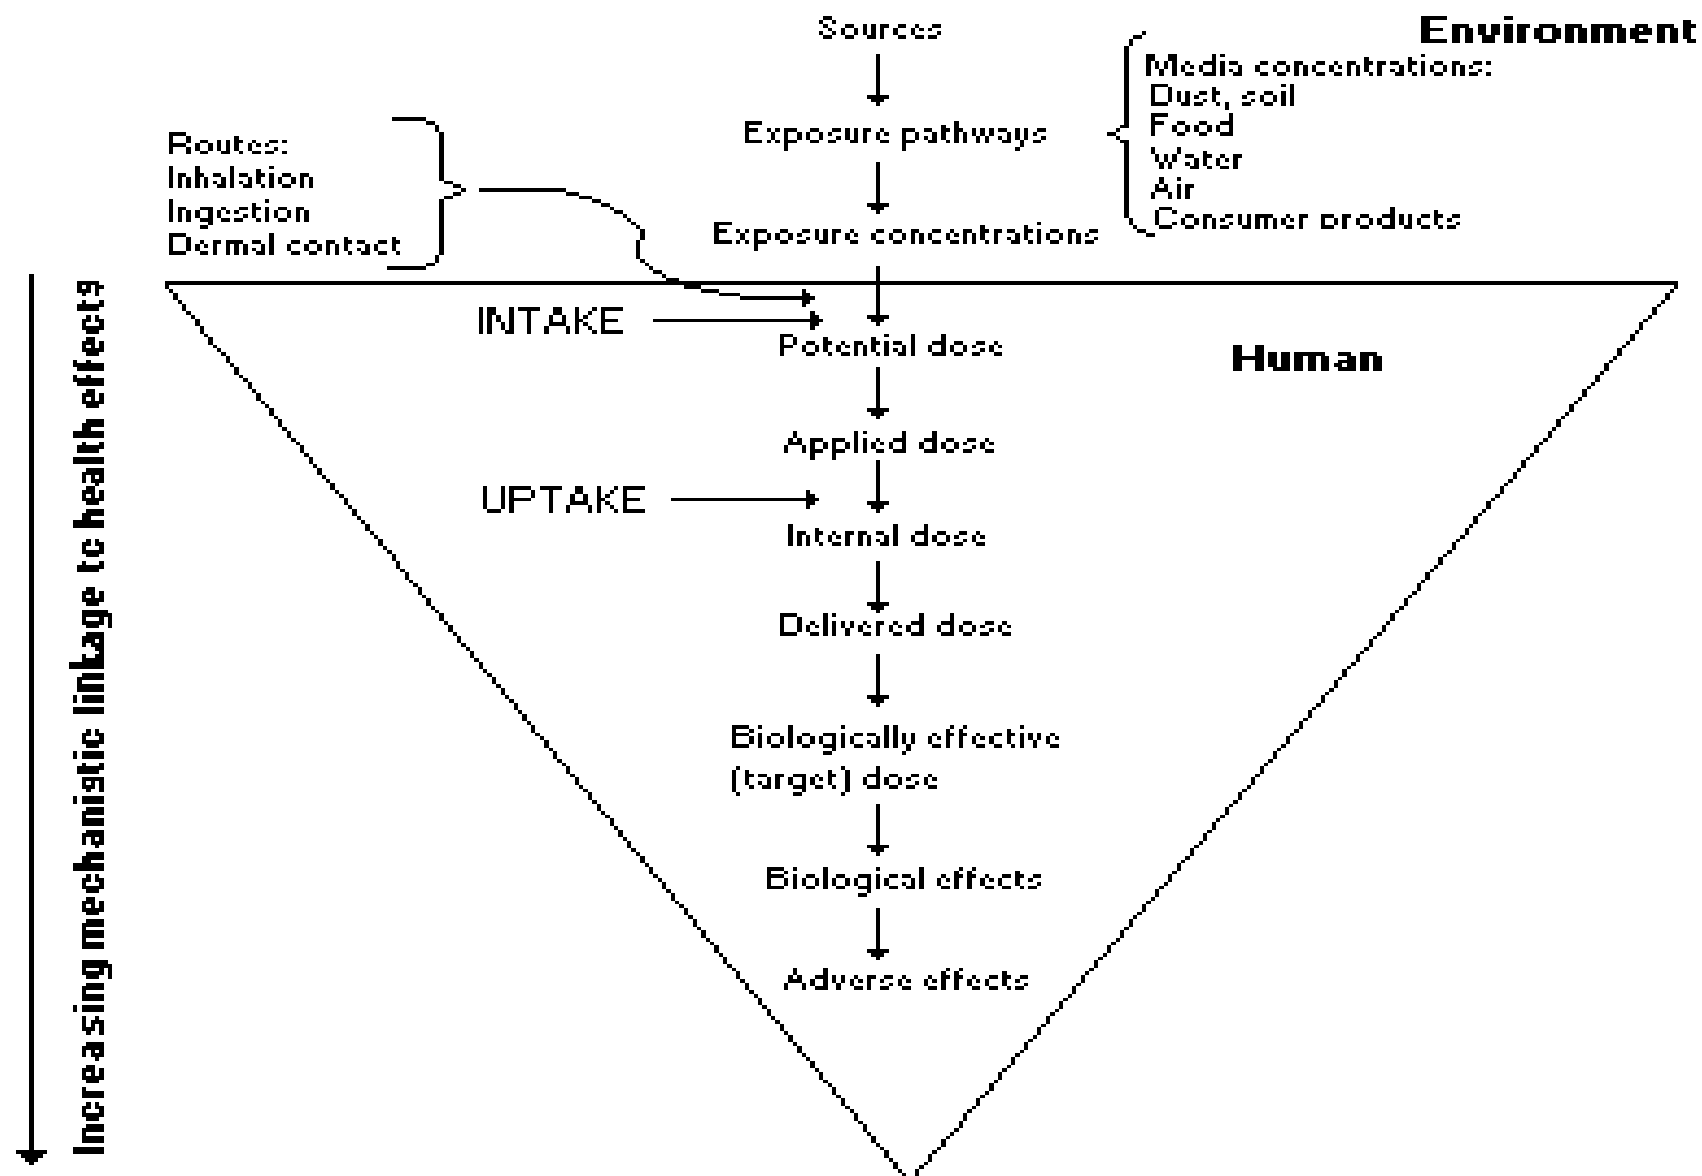 Sources
Environment
Media concentrations:
Dust, soil
Food
Water
Air
Consumer products
Exposure pathways
Routes:
Inhalation
Ingestion
Dermal contact
Exposure concentrations
INTAKE
Potential dose
Human
Applied dose
UPTAKE
Internal dose
Delivered dose
Biologically effective
(target) dose
Biological effects
Adverse effects
Increasing mechanistic linkage to health effects